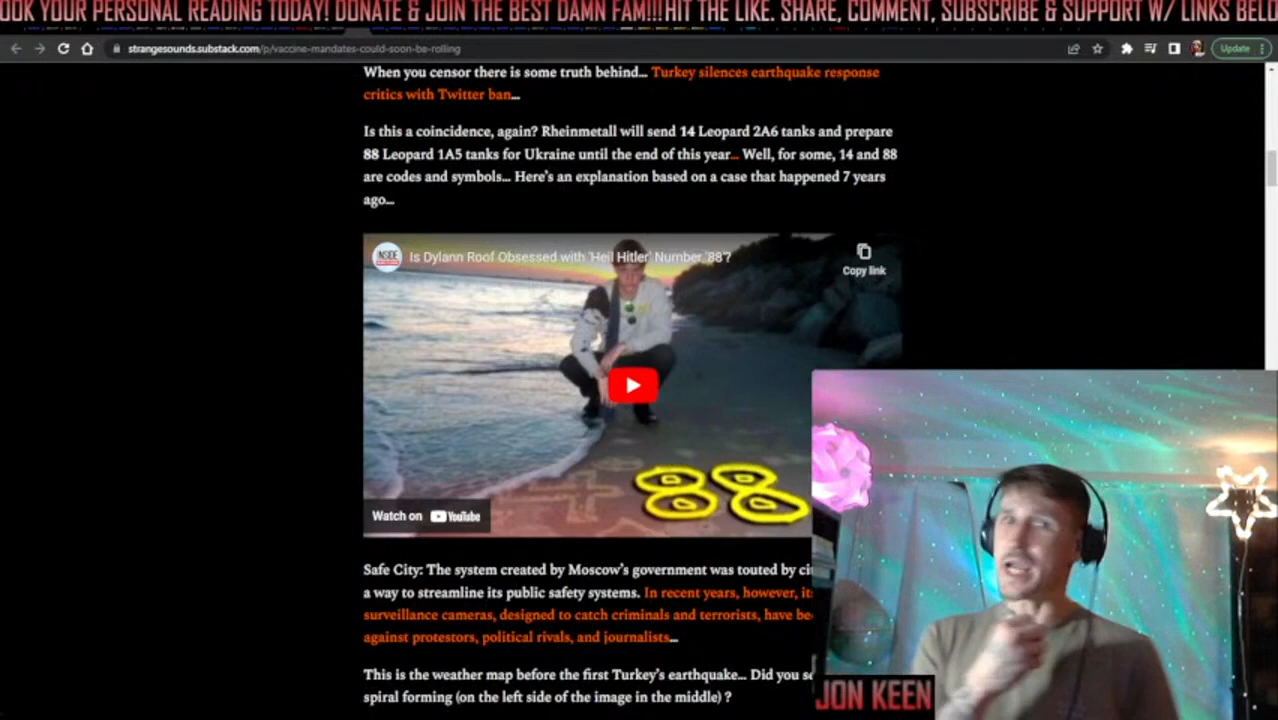 OOK YOUR PERSONAL READING TODAY! DONATE & JOIN THE BEST DAMN FAM!!!HIT THE LIKE. SHARE, COMMENT, SUBSCRIBE & SUPPORT W/ LINKS BELO
strangesounds.substack.com/p/vaccine-mandates-could-soon-be-rolling
Update
When you censor there is some truth behind... Turkey silences earthquake response
critics with Twitter ban...
Is this a coincidence, again? Rheinmetall will send 14 Leopard 2A6 tanks and prepare
88 Leopard 1A5 tanks for Ukraine until the end of this year... Well, for some, 14 and 88
are codes and symbols... Here's an explanation based on a case that happened 7 years
ago...
INSIDE
Is Dylann Roof Obsessed with 'Heil Hitler' Number '88'?
Copy link
88
Watch on YouTube
Safe City: The system created by Moscow's government was touted by ci
a way to streamline its public safety systems. In recent years, however, it
surveillance cameras, designed to catch criminals and terrorists, have be
against protestors, political rivals, and journalists...
This is the weather map before the first Turkey's earthquake... Did you s
spiral forming (on the left side of the image in the middle) ?
JON KEEN